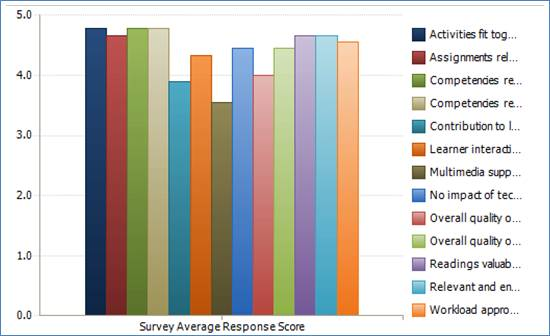 5.0
4.0
3.0
2.0
1.0
0.0
Survey Average Response Score
Activities fit tog...
Assignments rel...
Competencies re...
Competencies re...
Contribution to l...
Learner interacti...
Multimedia supp...
No impact of tec...
Overall quality o...
Overall quality o...
Readings valuab...
Relevant and en...
Workload appro...